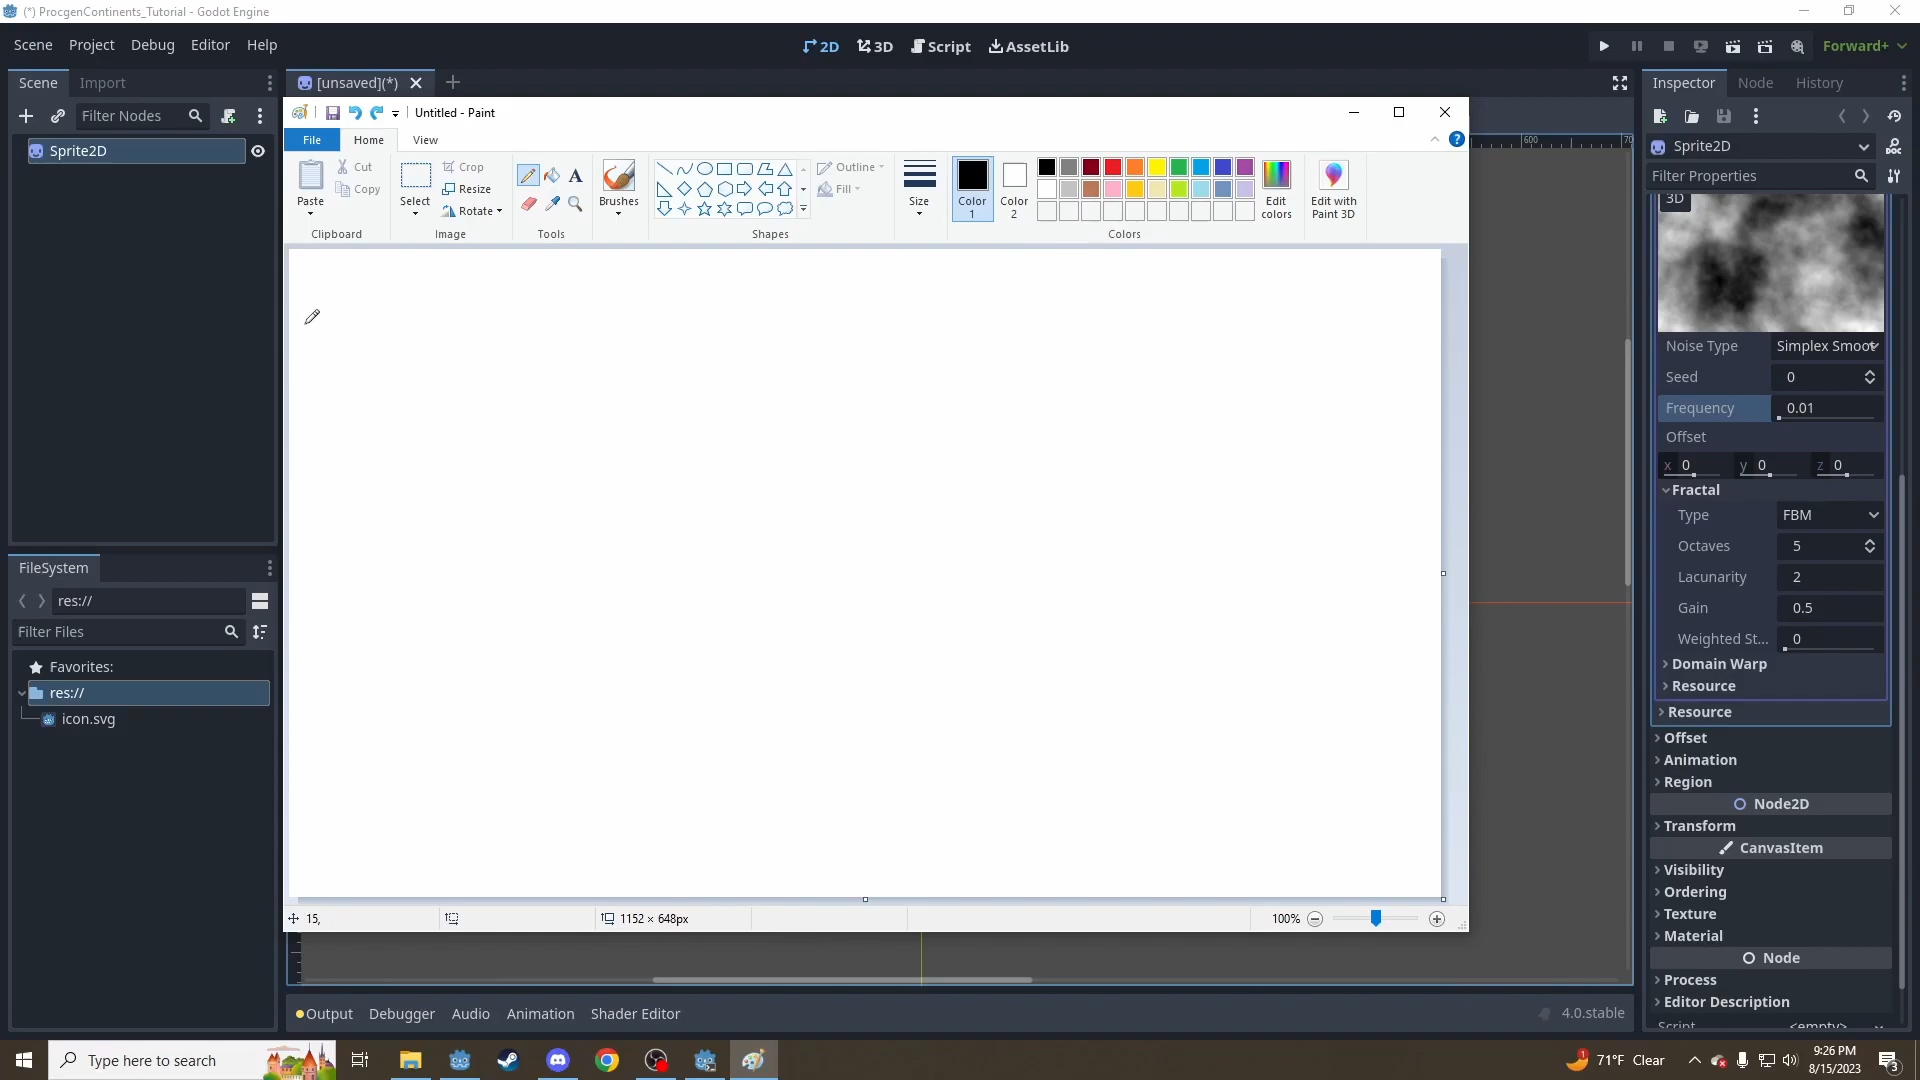 (*) ProcgenContinents_Tutorial - Godot Engine
Scene Project Debug Editor Help
2D 3D Script AssetLib
Forward+
Scene Import
[unsaved](*)
Inspector Node History
Filter Nodes
Sprite2D
Untitled - Paint
File Home View
Paste
Cut
Copy
Clipboard
Select
Crop
Resize
Rotate
Image
A
Tools
Brushes
Outline
Fill
Shapes
Size
Color
1
Color
2
Edit
colors
Colors
Edit with
Paint 3D
600
Sprite2D
Filter Properties
3D
Noise Type Simplex Smoot
Seed 0
Frequency 0.01
Offset
x 0 y 0 z 0
Fractal
Type FBM
Octaves 5
Lacunarity 2
Gain 0.5
Weighted St... 0
Domain Warp
Resource
Resource
Offset
Animation
Region
Node2D
Transform
CanvasItem
Visibility
Ordering
Texture
Material
Node
Process
Editor Description
Script <empty>
FileSystem
res://
Filter Files
Favorites:
res://
icon.svg
15,
1152 × 648px
100%
Output Debugger Audio Animation Shader Editor
4.0.stable
Type here to search
71°F Clear
9:26 PM
8/15/2023
3